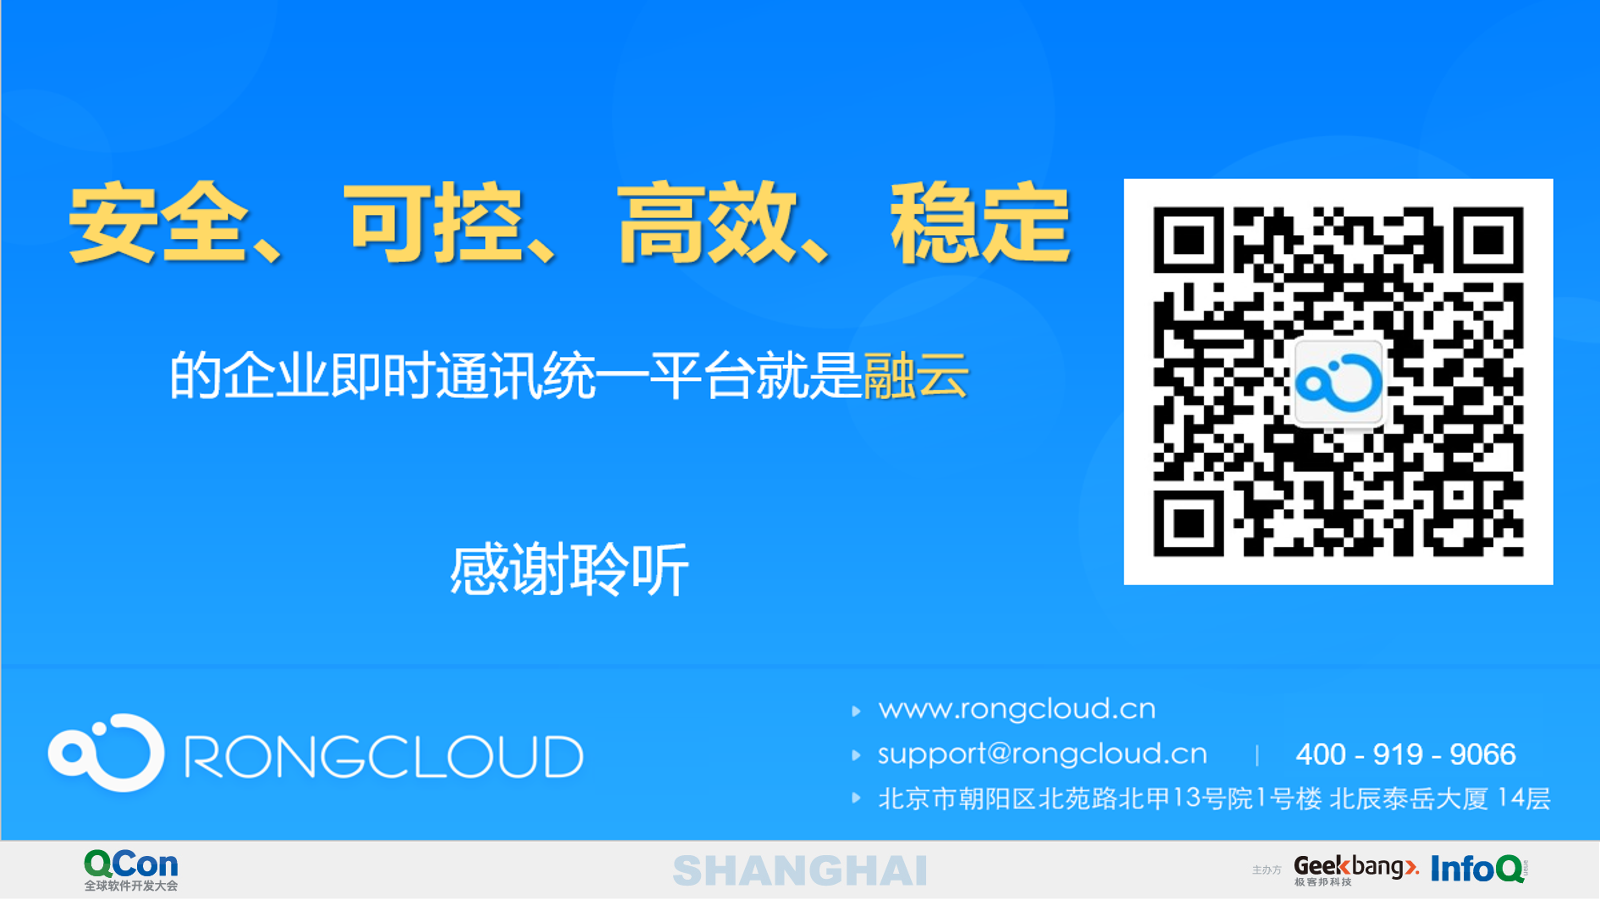 安全、可控、高效、稳定
的企业即时通讯统一平台就是融云
感谢聆听
RONGCLOUD
www.rongcloud.cn
support@rongcloud.cn | 400 - 919 - 9066
北京市朝阳区北苑路北甲13号院1号楼 北辰泰岳大厦 14层
QCon
全球软件开发大会
SHANGHAI
主办方
Geekbang>.
极客邦科技
InfoQ